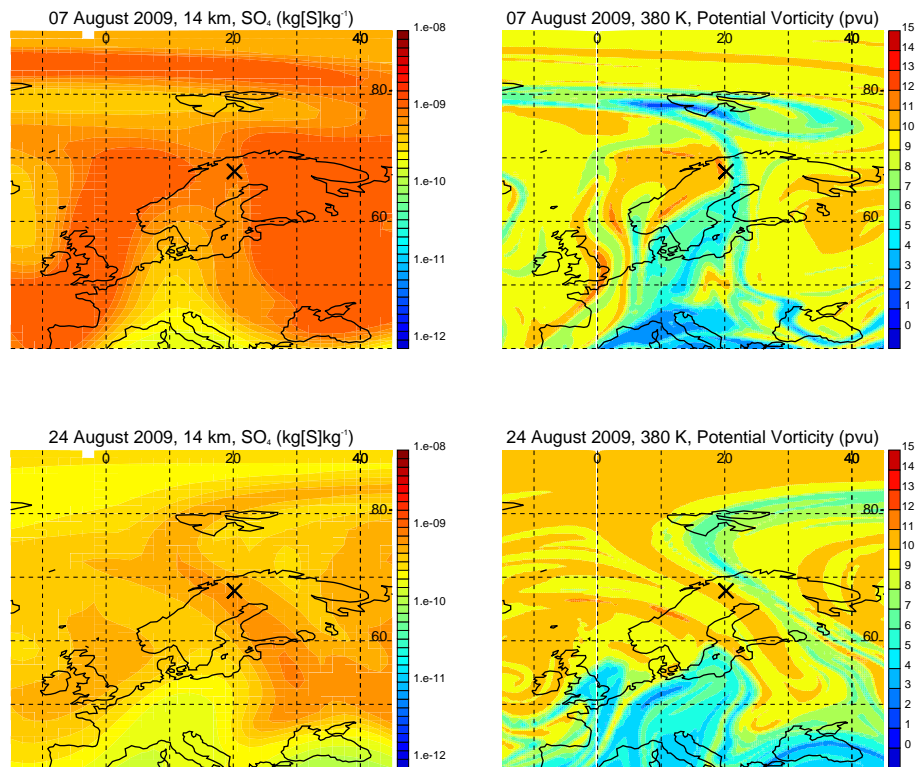 07 August 2009, 14 km, SO₄ (kg[S]kg⁻¹)
0 20 40
80
60
1.e-08
1.e-09
1.e-10
1.e-11
1.e-12
07 August 2009, 380 K, Potential Vorticity (pvu)
0 20 40
80
60
15
14
13
12
11
10
9
8
7
6
5
4
3
2
1
0
24 August 2009, 14 km, SO₄ (kg[S]kg⁻¹)
0 20 40
80
60
1.e-08
1.e-09
1.e-10
1.e-11
1.e-12
24 August 2009, 380 K, Potential Vorticity (pvu)
0 20 40
80
60
15
14
13
12
11
10
9
8
7
6
5
4
3
2
1
0